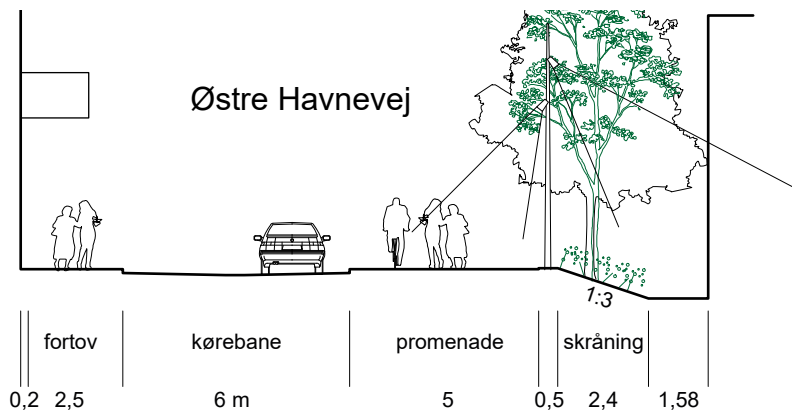 Østre Havnevej
1:3
fortov kørebane promenade skråning
0,2 2,5 6 m 5 0,5 2,4 1,58